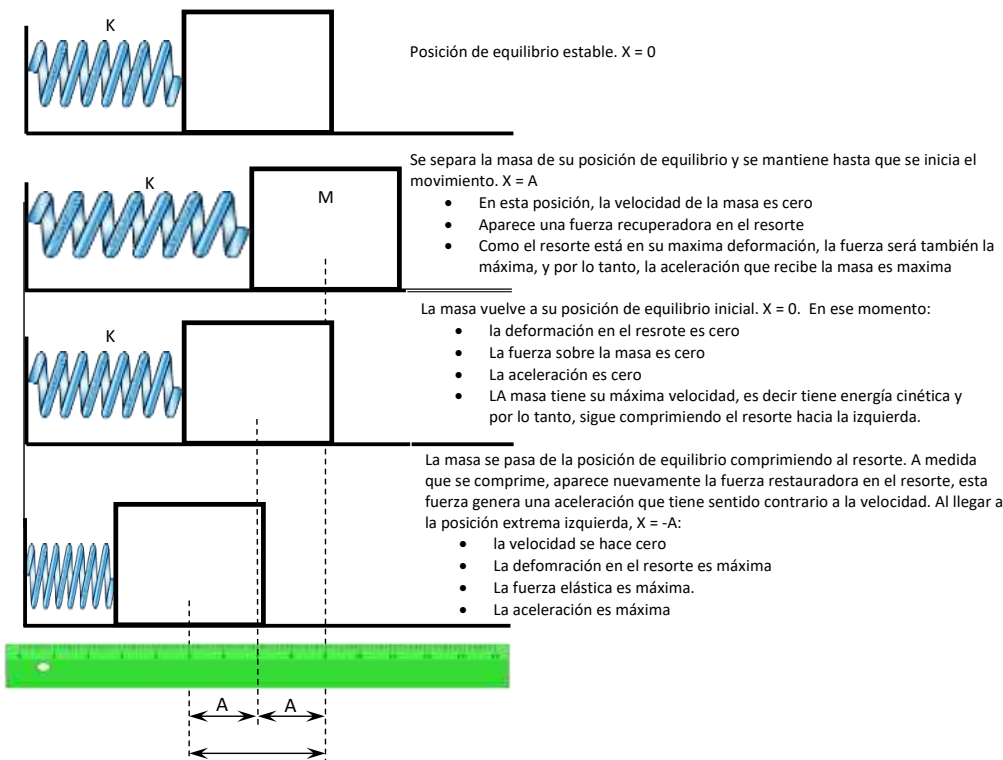 K
Posición de equilibrio estable. X = 0
Se separa la masa de su posición de equilibrio y se mantiene hasta que se inicia el
movimiento. X = A
K
M
• En esta posición, la velocidad de la masa es cero
• Aparece una fuerza recuperadora en el resorte
• Como el resorte está en su maxima deformación, la fuerza será también la
máxima, y por lo tanto, la aceleración que recibe la masa es maxima
La masa vuelve a su posición de equilibrio inicial. X = 0. En ese momento:
K
• la deformación en el resrote es cero
• La fuerza sobre la masa es cero
• La aceleración es cero
• LA masa tiene su máxima velocidad, es decir tiene energía cinética y
por lo tanto, sigue comprimiendo el resorte hacia la izquierda.
La masa se pasa de la posición de equilibrio comprimiendo al resorte. A medida
que se comprime, aparece nuevamente la fuerza restauradora en el resorte, esta
fuerza genera una aceleración que tiene sentido contrario a la velocidad. Al llegar a
la posición extrema izquierda, X = -A:
• la velocidad se hace cero
• La defomración en el resorte es máxima
• La fuerza elástica es máxima.
• La aceleración es máxima
A A